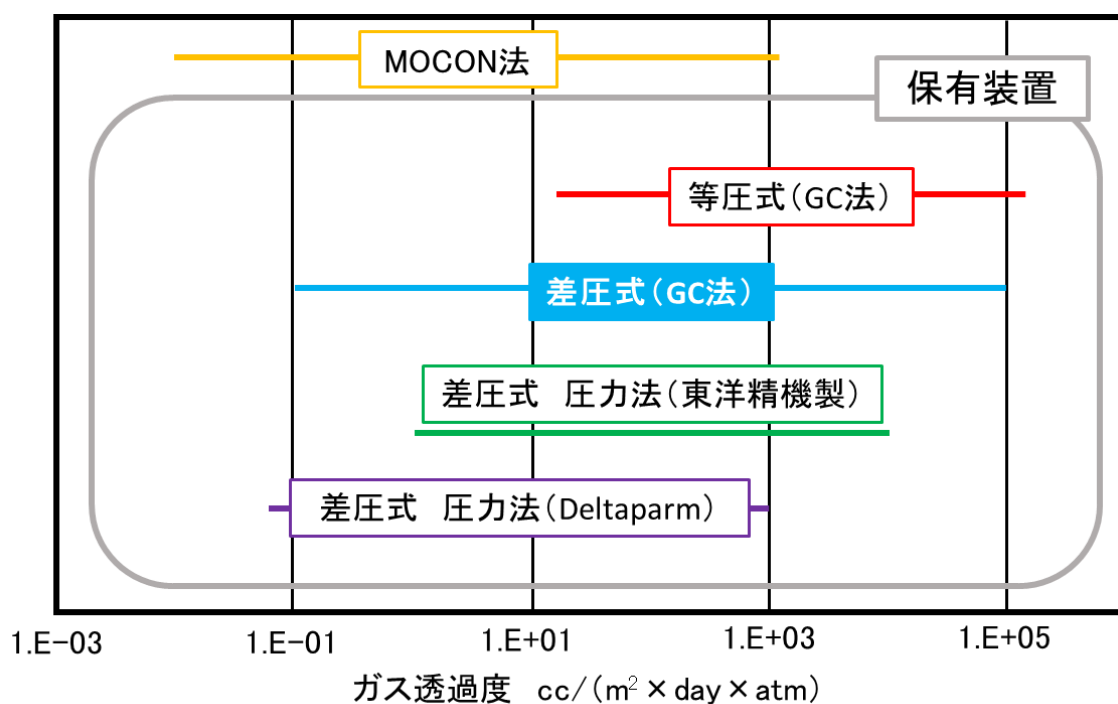 MOCON法
保有装置
等圧式（GC法）
差圧式（GC法）
差圧式　圧力法（東洋精機製）
差圧式　圧力法（Deltaparm）
1.E−03 1.E−01 1.E+01 1.E+03 1.E+05
ガス透過度　cc/(m²×day×atm)